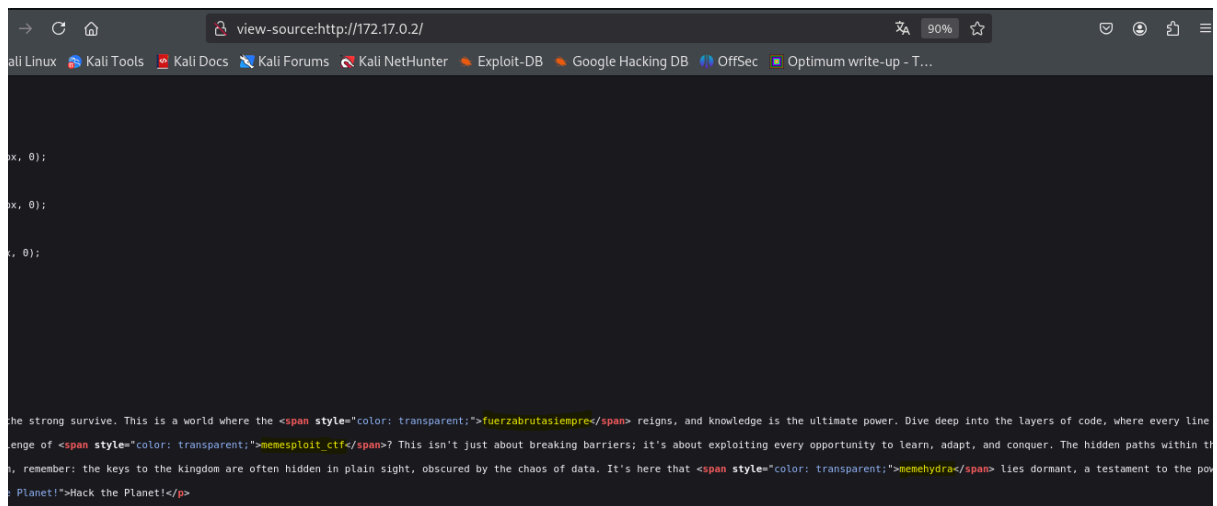 view-source:http://172.17.0.2/ 90%
ali Linux Kali Tools Kali Docs Kali Forums Kali NetHunter Exploit-DB Google Hacking DB OffSec Optimum write-up - T…
px, 0);
px, 0);
x, 0);
the strong survive. This is a world where the <span style="color: transparent;">fuerzabrutasiempre</span> reigns, and knowledge is the ultimate power. Dive deep into the layers of code, where every line
lenge of <span style="color: transparent;">memesploit_ctf</span>? This isn't just about breaking barriers; it's about exploiting every opportunity to learn, adapt, and conquer. The hidden paths within th
n, remember: the keys to the kingdom are often hidden in plain sight, obscured by the chaos of data. It's here that <span style="color: transparent;">memehydra</span> lies dormant, a testament to the pow
e Planet!">Hack the Planet!</p>